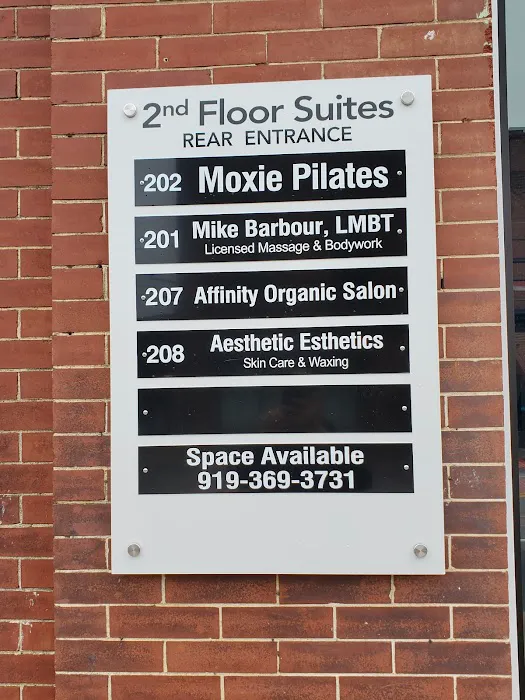 2nd Floor Suites
REAR ENTRANCE
202 Moxie Pilates
201 Mike Barbour, LMBT
Licensed Massage & Bodywork
207 Affinity Organic Salon
208 Aesthetic Esthetics
Skin Care & Waxing
Space Available
919-369-3731